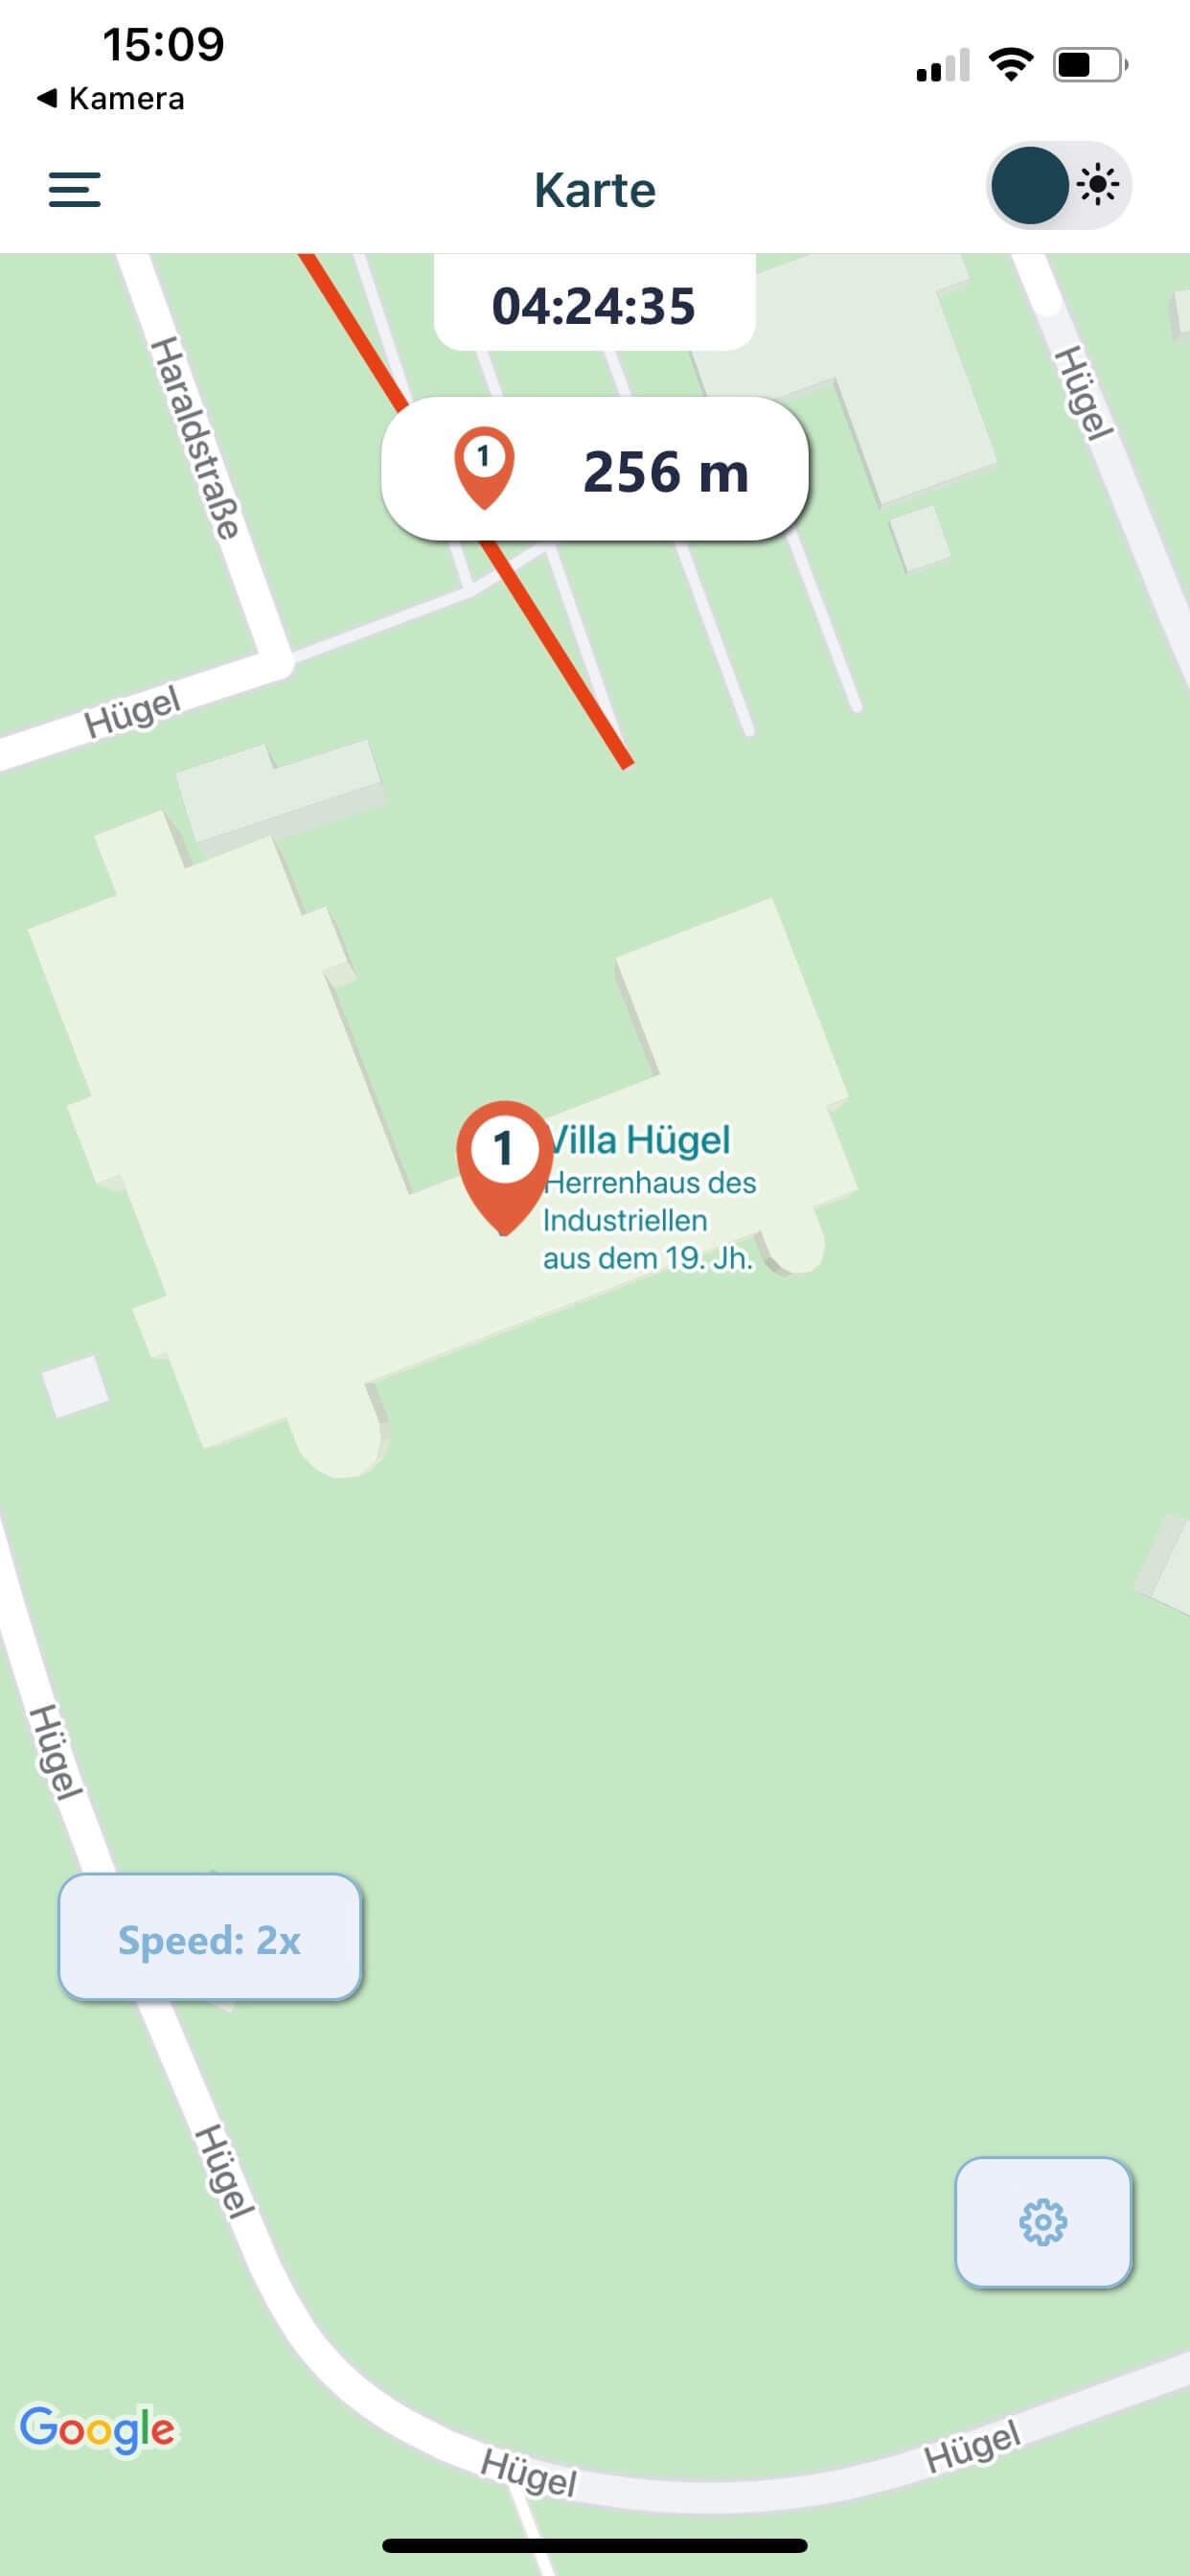 15:09
Kamera
Karte
04:24:35
Haraldstraße
Hügel
1
256 m
Hügel
1
Villa Hügel
Herrenhaus des
Industriellen
aus dem 19. Jh.
Hügel
Speed: 2x
Hügel
Google
Hügel
Hügel